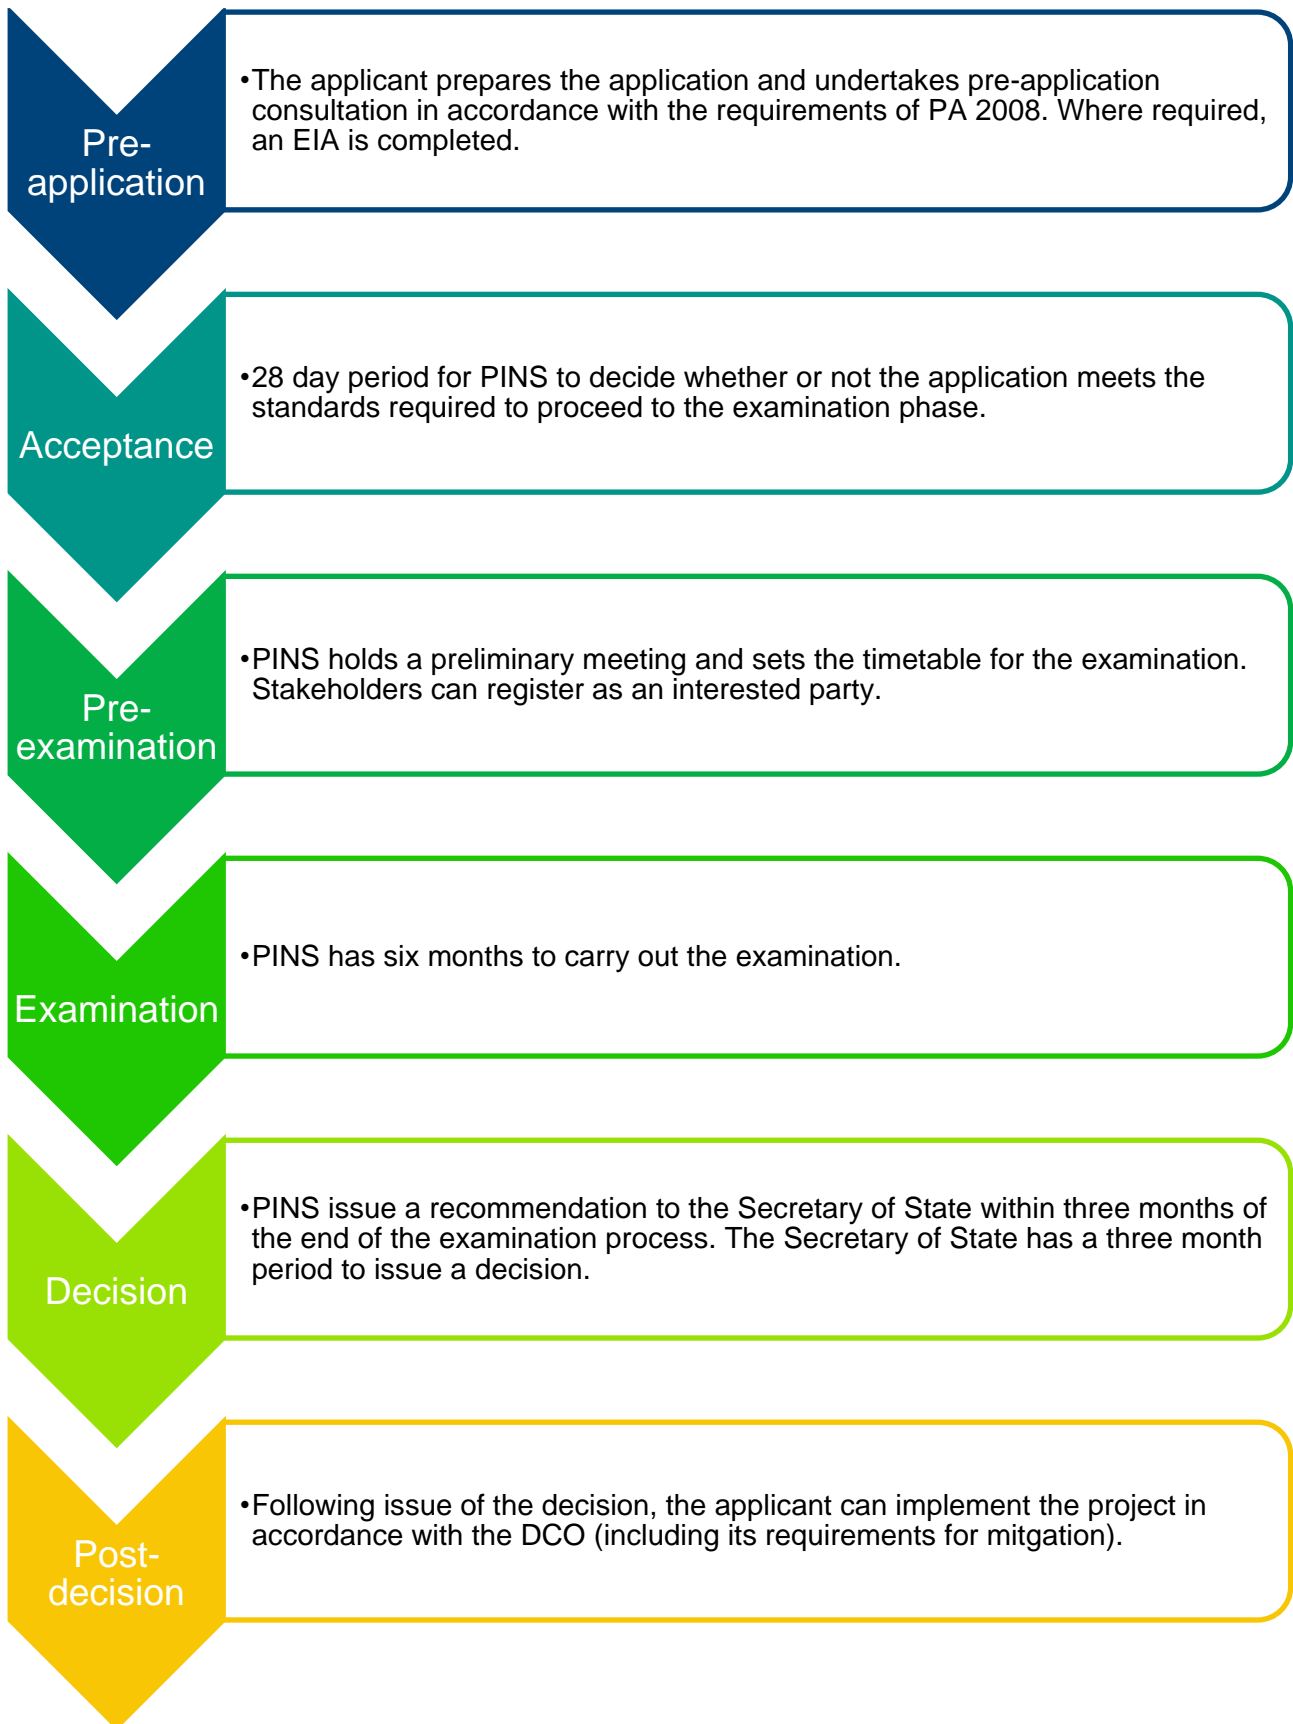 Pre-
application
•The applicant prepares the application and undertakes pre-application
consultation in accordance with the requirements of PA 2008. Where required,
an EIA is completed.
Acceptance
•28 day period for PINS to decide whether or not the application meets the
standards required to proceed to the examination phase.
Pre-
examination
•PINS holds a preliminary meeting and sets the timetable for the examination.
Stakeholders can register as an interested party.
Examination
•PINS has six months to carry out the examination.
Decision
•PINS issue a recommendation to the Secretary of State within three months of
the end of the examination process. The Secretary of State has a three month
period to issue a decision.
Post-
decision
•Following issue of the decision, the applicant can implement the project in
accordance with the DCO (including its requirements for mitgation).